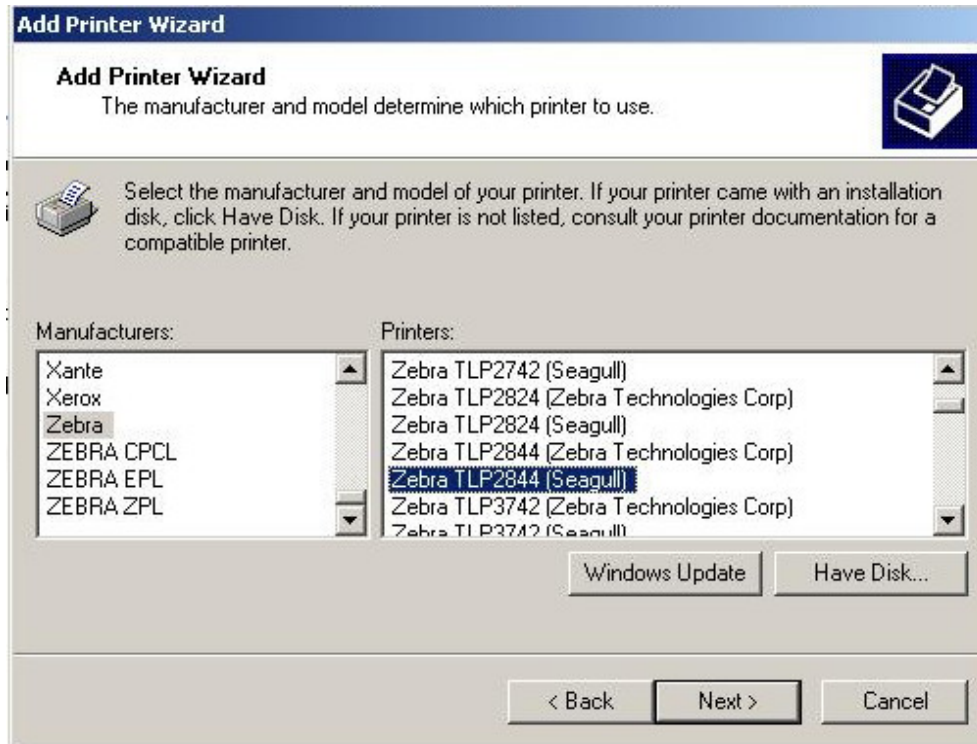 Add Printer Wizard
Add Printer Wizard
The manufacturer and model determine which printer to use.
Select the manufacturer and model of your printer. If your printer came with an installation
disk, click Have Disk. If your printer is not listed, consult your printer documentation for a
compatible printer.
Manufacturers:
Xante
Xerox
Zebra
ZEBRA CPCL
ZEBRA EPL
ZEBRA ZPL
Printers:
Zebra TLP2742 (Seagull)
Zebra TLP2824 (Zebra Technologies Corp)
Zebra TLP2824 (Seagull)
Zebra TLP2844 (Zebra Technologies Corp)
Zebra TLP2844 (Seagull)
Zebra TLP3742 (Zebra Technologies Corp)
Zebra TLP3742 (Seagull)
Windows Update
Have Disk...
< Back
Next >
Cancel